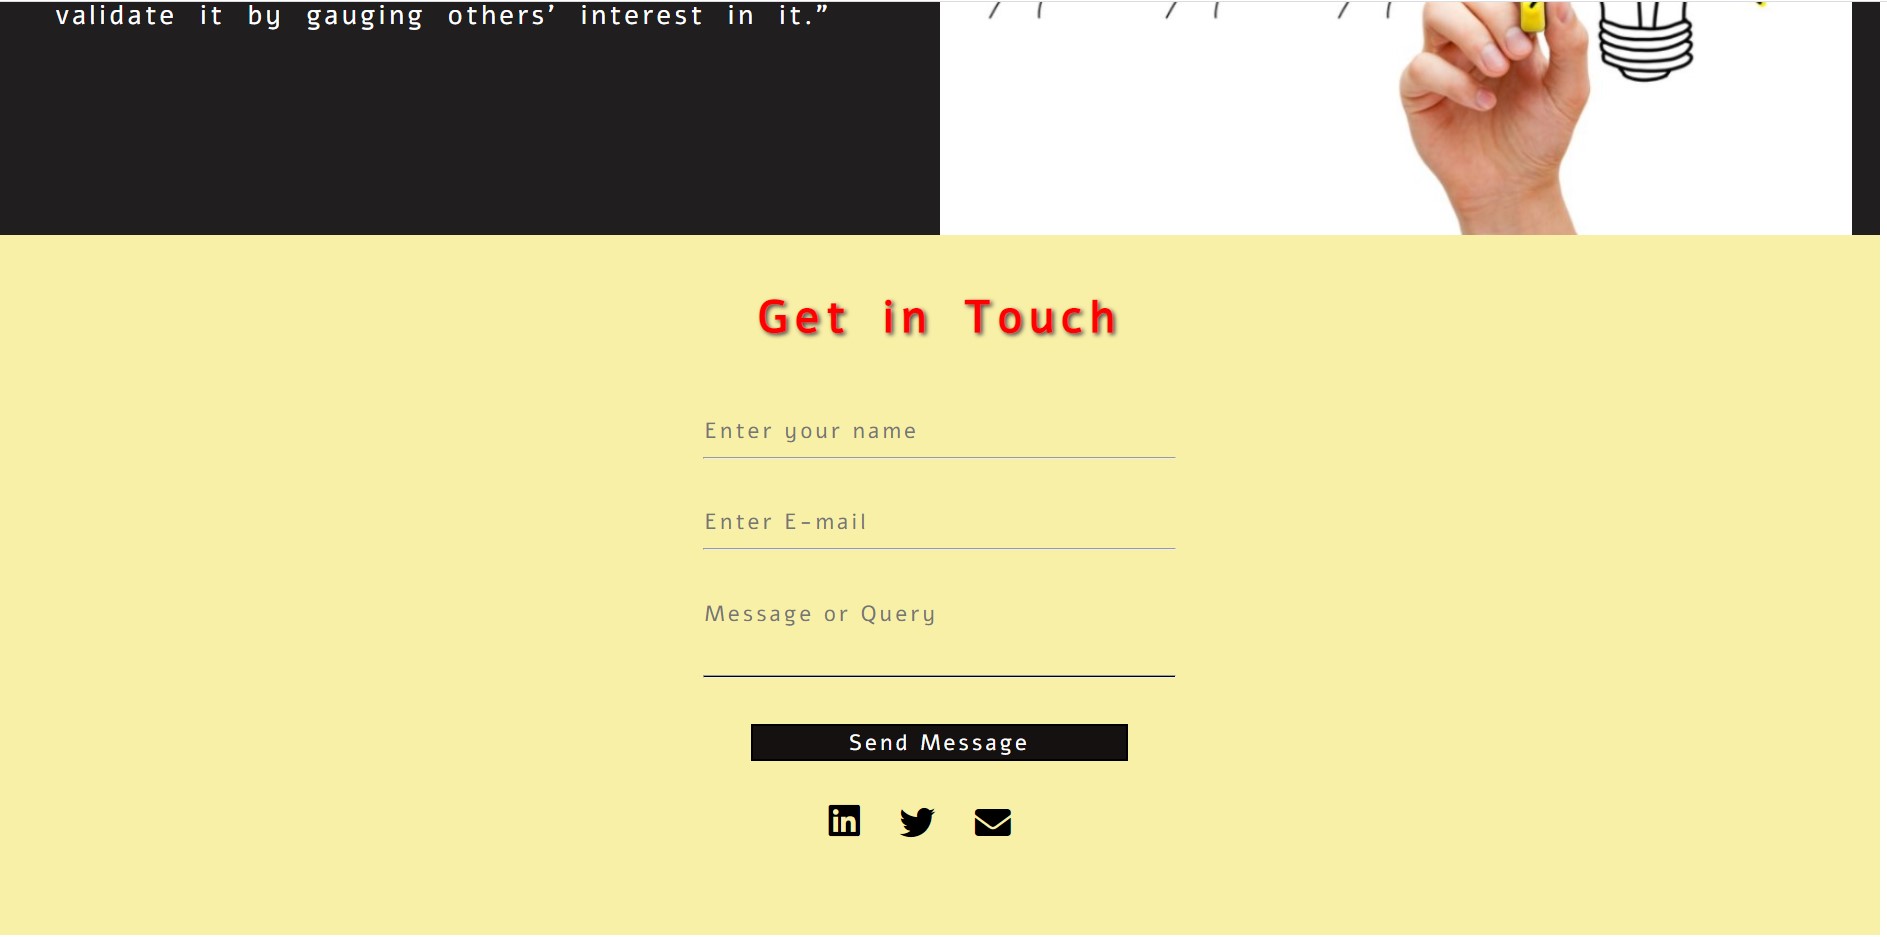 validate it by gauging others’ interest in it.”
Get in Touch
Enter your name
Enter E-mail
Message or Query
Send Message